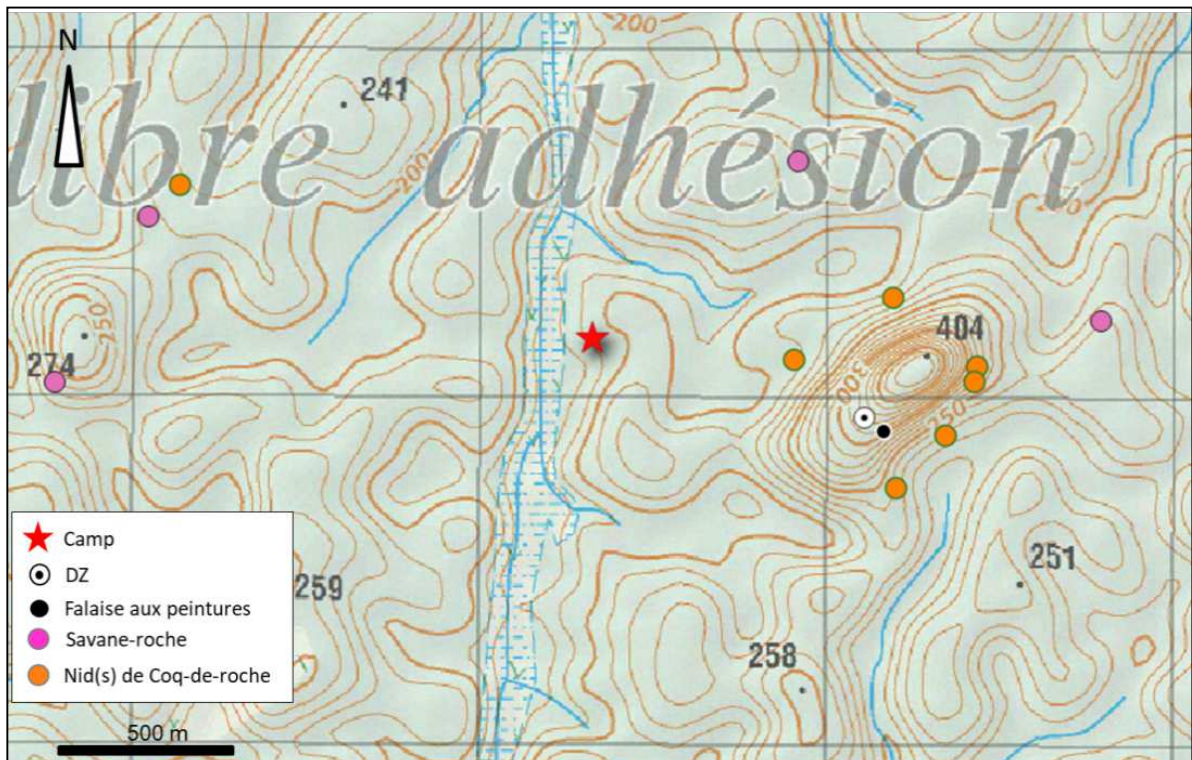 N
200
241
libre adhésion
200
200
250
274
404
300
250
259
251
258
Camp
DZ
Falaise aux peintures
Savane-roche
Nid(s) de Coq-de-roche
500 m